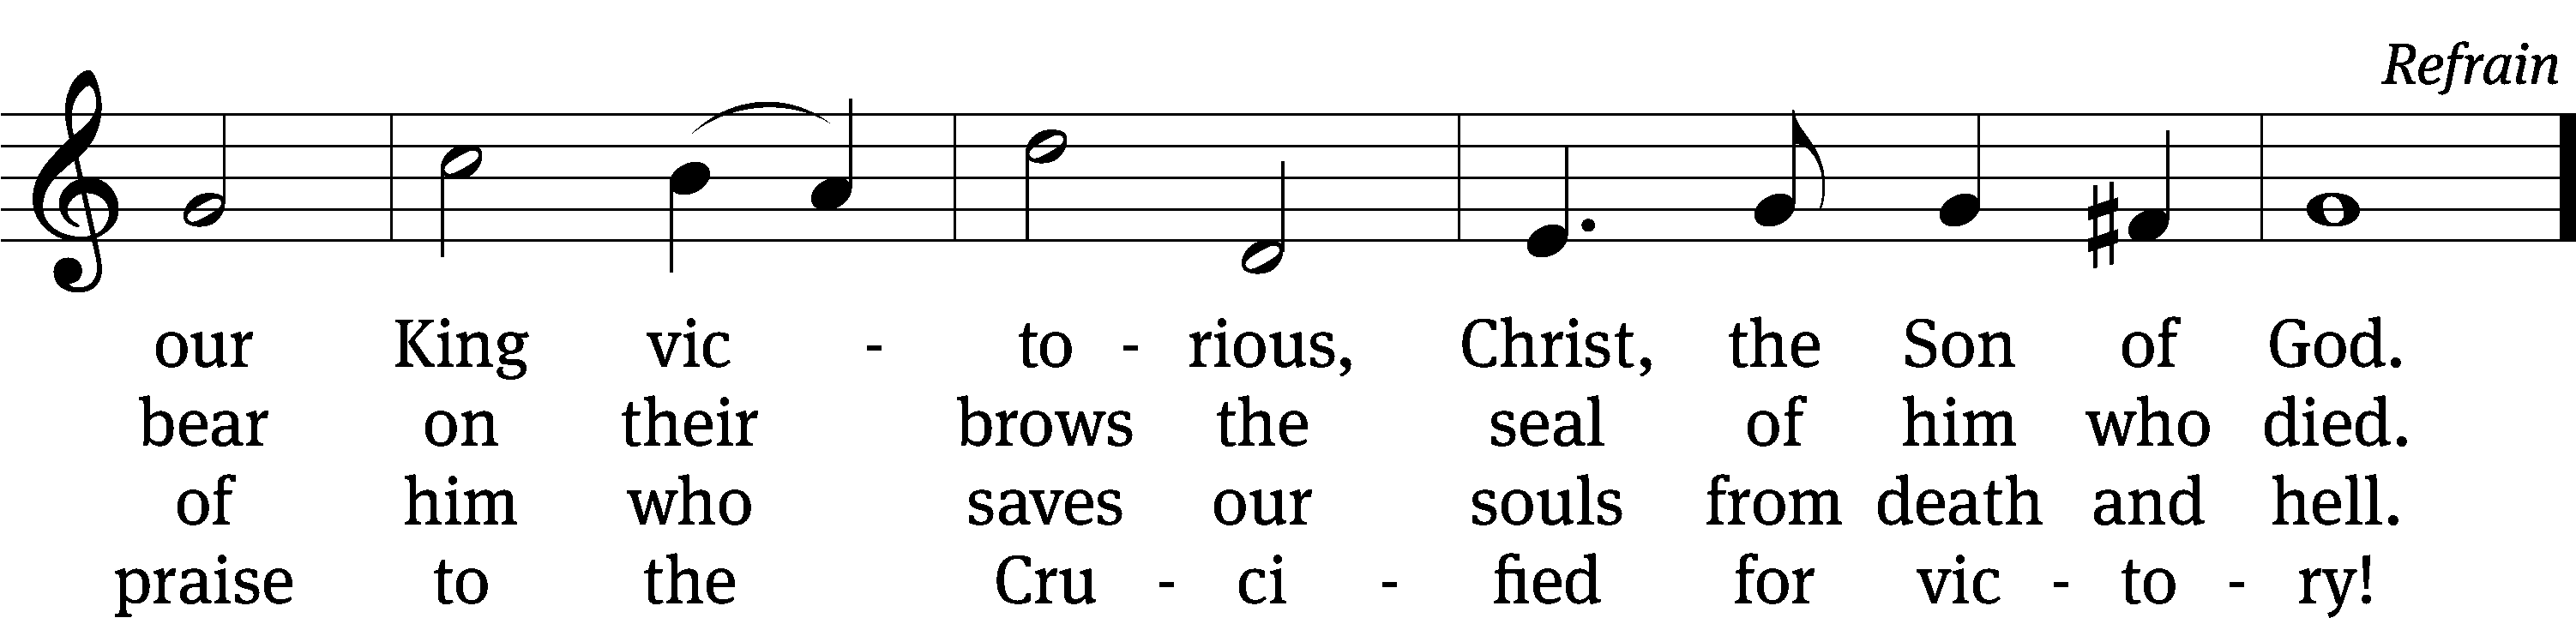 Refrain
our King vic - to - rious, Christ, the Son of God.
bear on their brows the seal of him who died.
of him who saves our souls from death and hell.
praise to the Cru - ci - fied for vic - to - ry!